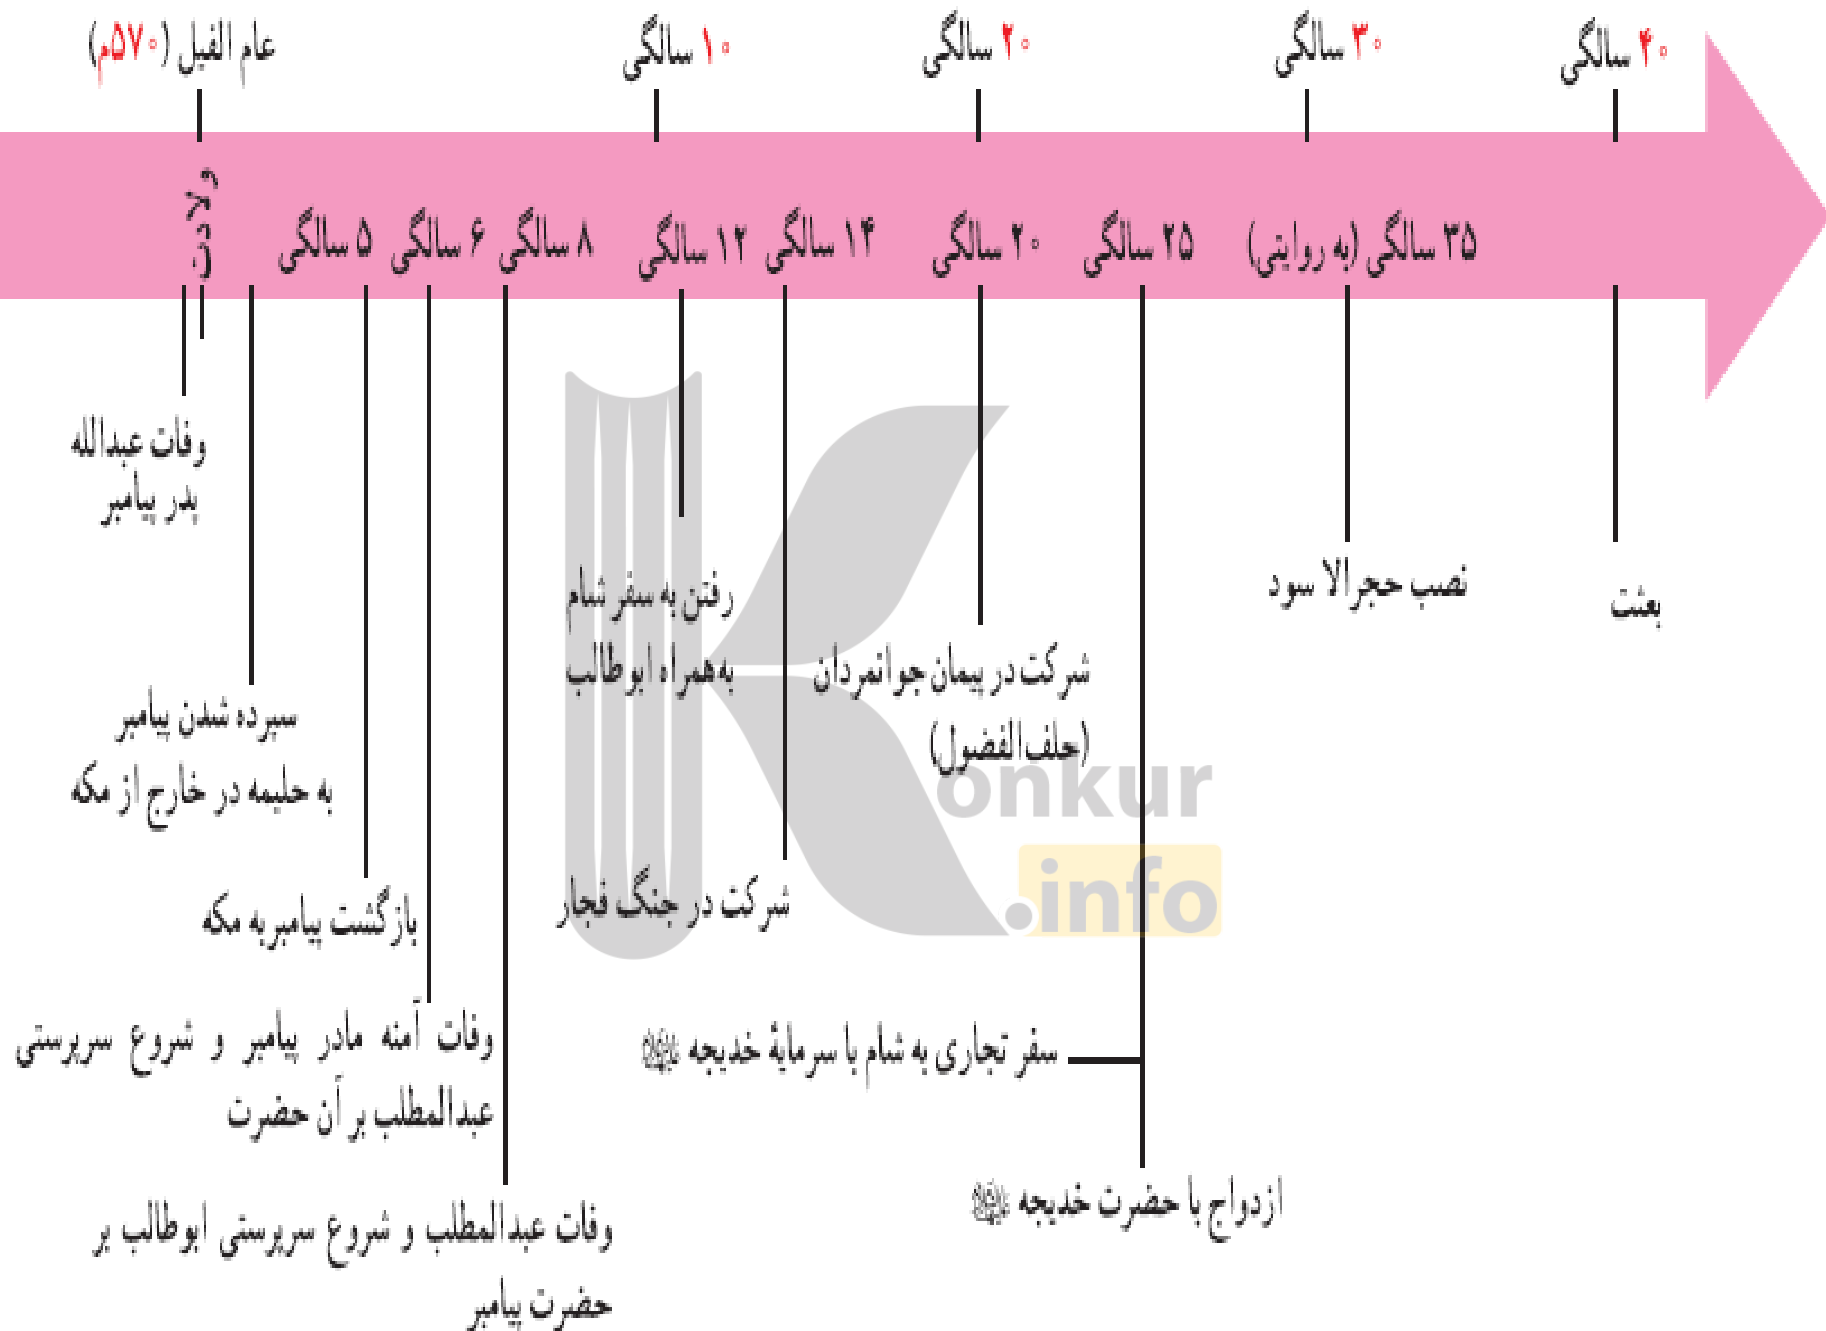 عام الفیل (۵۷۰م)
۱۰ سالگی
۲۰ سالگی
۳۰ سالگی
۴۰ سالگی
ولادت
۵ سالگی
۶ سالگی
۸ سالگی
۱۲ سالگی
۱۴ سالگی
۲۰ سالگی
۲۵ سالگی
۳۵ سالگی (به روایتی)
وفات عبدالله
پدر پیامبر
سپرده شدن پیامبر
به حلیمه در خارج از مکه
بازگشت پیامبر به مکه
وفات آمنه مادر پیامبر و شروع سرپرستی
عبدالمطلب بر آن حضرت
وفات عبدالمطلب و شروع سرپرستی ابوطالب بر
حضرت پیامبر
رفتن به سفر شام
به‌همراه ابوطالب
شرکت در جنگ فجار
شرکت در پیمان جوانمردان
(حلف‌الفضول)
سفر تجاری به شام با سرمایهٔ خدیجه
ازدواج با حضرت خدیجه
نصب حجرالا سود
بعثت
Konkur
.info